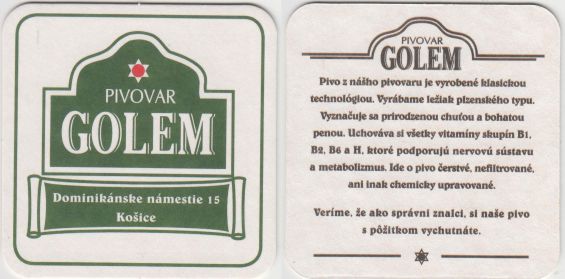 PIVOVAR
GOLEM
Dominikánske námestie 15
Košice
PIVOVAR
GOLEM
Pivo z nášho pivovaru je vyrobené klasickou
technológiou. Vyrábame ležiak plzenského typu.
Vyznačuje sa prirodzenou chuťou a bohatou
penou. Uchováva si všetky vitamíny skupín B1,
B2, B6 a H, ktoré podporujú nervovú sústavu
a metabolizmus. Ide o pivo čerstvé, nefiltrované,
ani inak chemicky upravované.
Veríme, že ako správni znalci, si naše pivo
s pôžitkom vychutnáte.